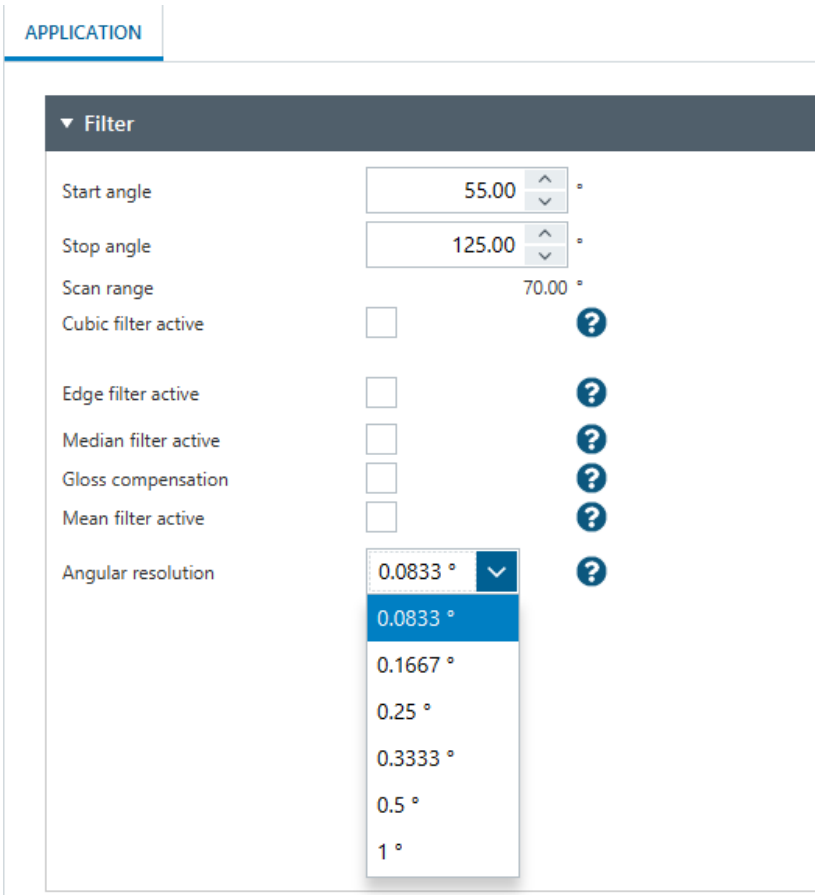 APPLICATION
Filter
Start angle 55.00 °
Stop angle 125.00 °
Scan range 70.00 °
Cubic filter active ?
Edge filter active ?
Median filter active ?
Gloss compensation ?
Mean filter active ?
Angular resolution 0.0833 ° ?
0.0833 °
0.1667 °
0.25 °
0.3333 °
0.5 °
1 °